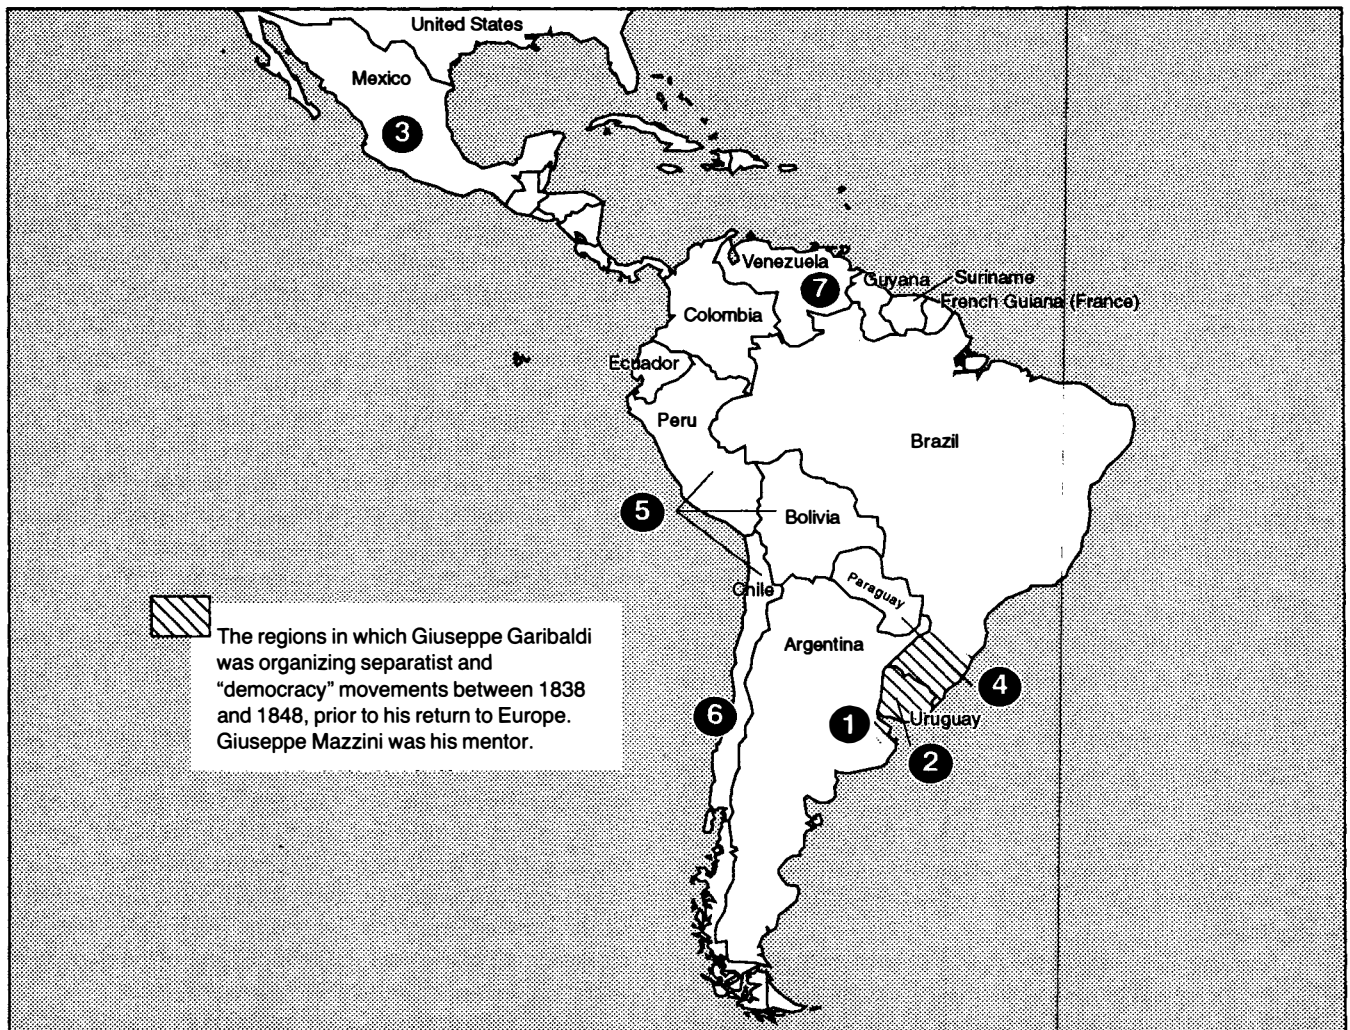 United States
Mexico
3
Venezuela
7
Guyana
Suriname
French Guiana (France)
Colombia
Ecuador
Peru
Brazil
5
Bolivia
Chile
Paraguay
The regions in which Giuseppe Garibaldi
was organizing separatist and
“democracy” movements between 1838
and 1848, prior to his return to Europe.
Giuseppe Mazzini was his mentor.
Argentina
4
6
1
Uruguay
2